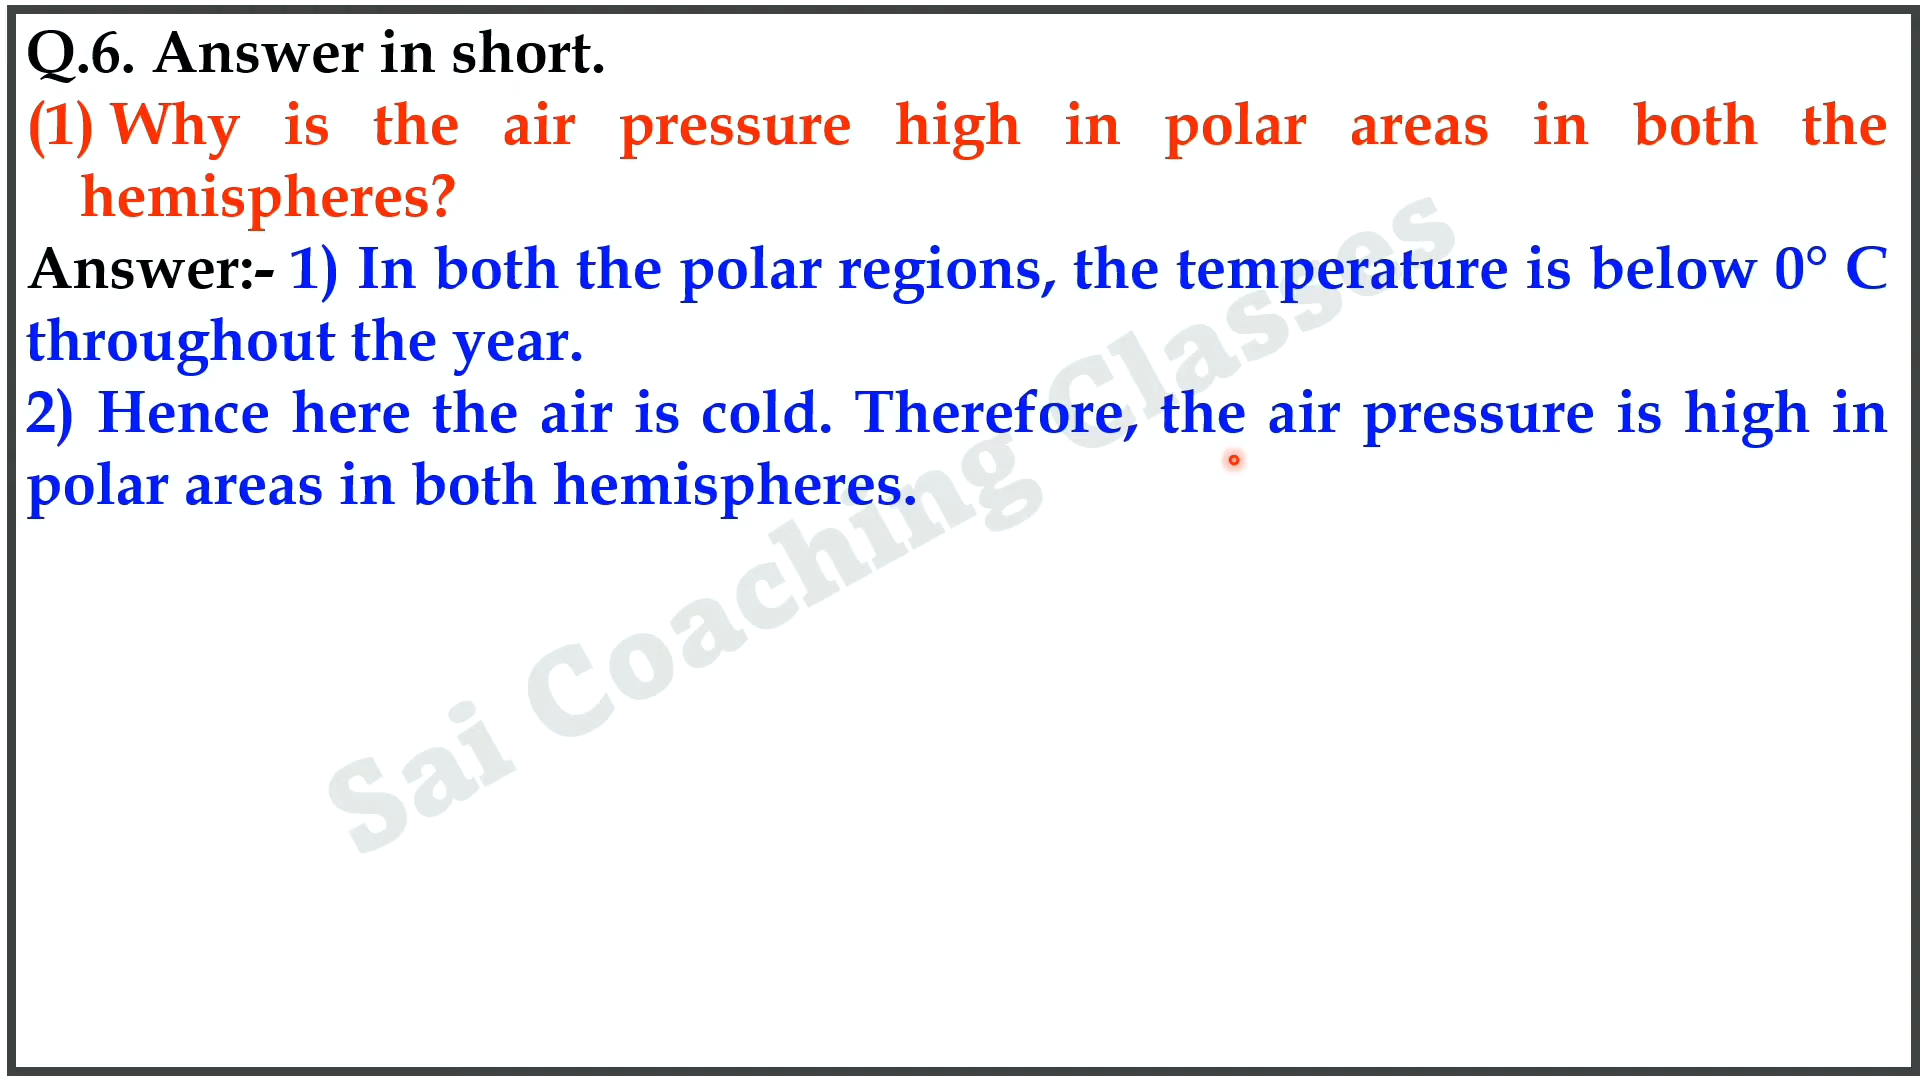 Q.6. Answer in short.
(1) Why is the air pressure high in polar areas in both the
hemispheres?
Answer:- 1) In both the polar regions, the temperature is below 0° C
throughout the year.
2) Hence here the air is cold. Therefore, the air pressure is high in
polar areas in both hemispheres.
Sai Coaching Classes